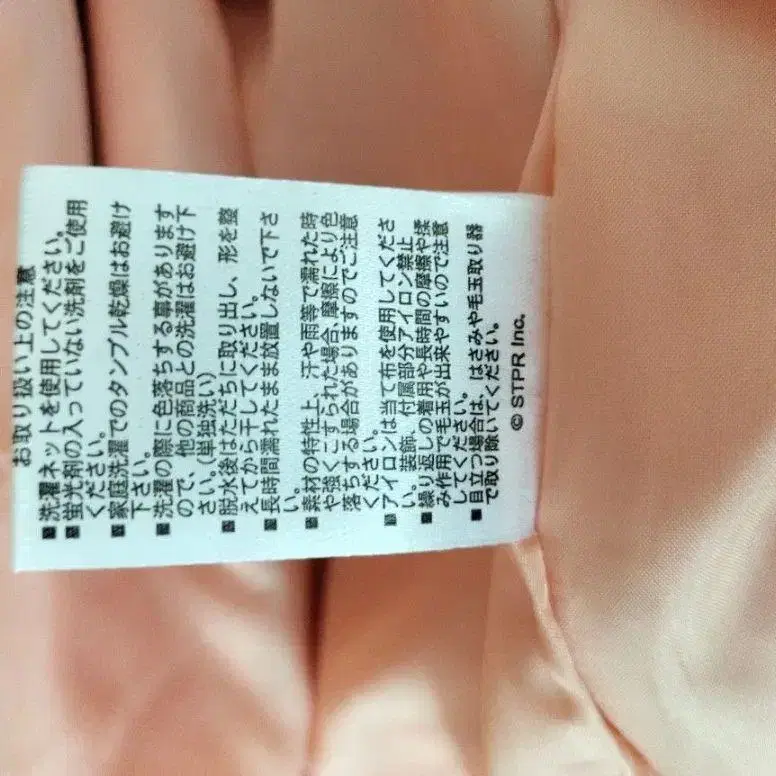 お取り扱い上の注意
■洗濯ネットを使用してください。
■蛍光剤の入っていない洗剤をご使用
ください。
■家庭洗濯でのタンブル乾燥はお避け
下さい。
■洗濯の際に色落ちする事があります
ので、他の商品との洗濯はお避け下
さい。(単独洗い)
■脱水後はただちに取り出し、形を整
えてから干してください。
■長時間濡れたまま放置しないで下さ
い。
■素材の特性上、汗や雨等で濡れた時
や強くこすられた場合摩擦により色
落ちする場合がありますのでご注意
ください。
■アイロンは当て布を使用してくださ
い。装飾、付属部分アイロン禁止
■繰り返しの着用や長時間の摩擦や揉
み作用で毛玉が出来やすいので注意
してください。
■目立つ場合は、はさみや毛玉取り器
で取り除いてください。
© STPR Inc.